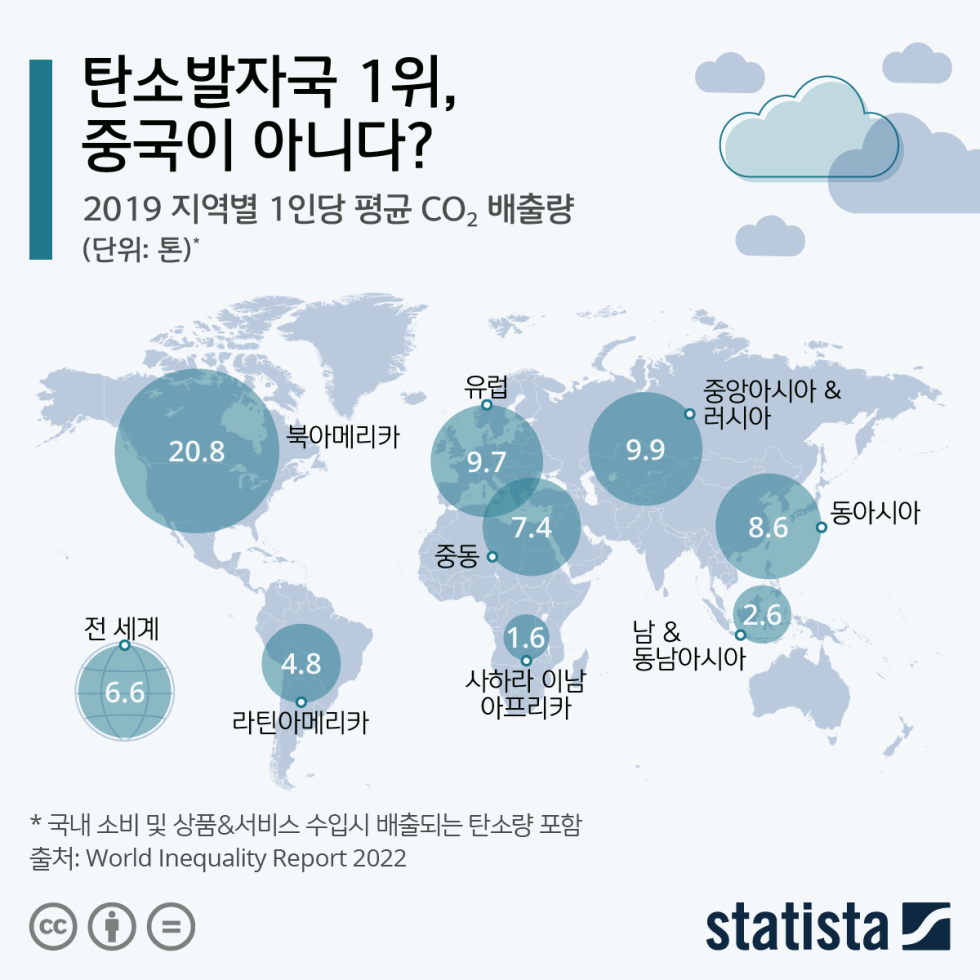 탄소발자국 1위,
중국이 아니다?
2019 지역별 1인당 평균 CO₂ 배출량
(단위: 톤)*
유럽
중앙아시아 &
러시아
20.8
북아메리카
9.7
9.9
7.4
8.6
동아시아
중동
2.6
전 세계
1.6
남 &
동남아시아
6.6
4.8
사하라 이남
아프리카
라틴아메리카
* 국내 소비 및 상품&서비스 수입시 배출되는 탄소량 포함
출처: World Inequality Report 2022
cc
statista